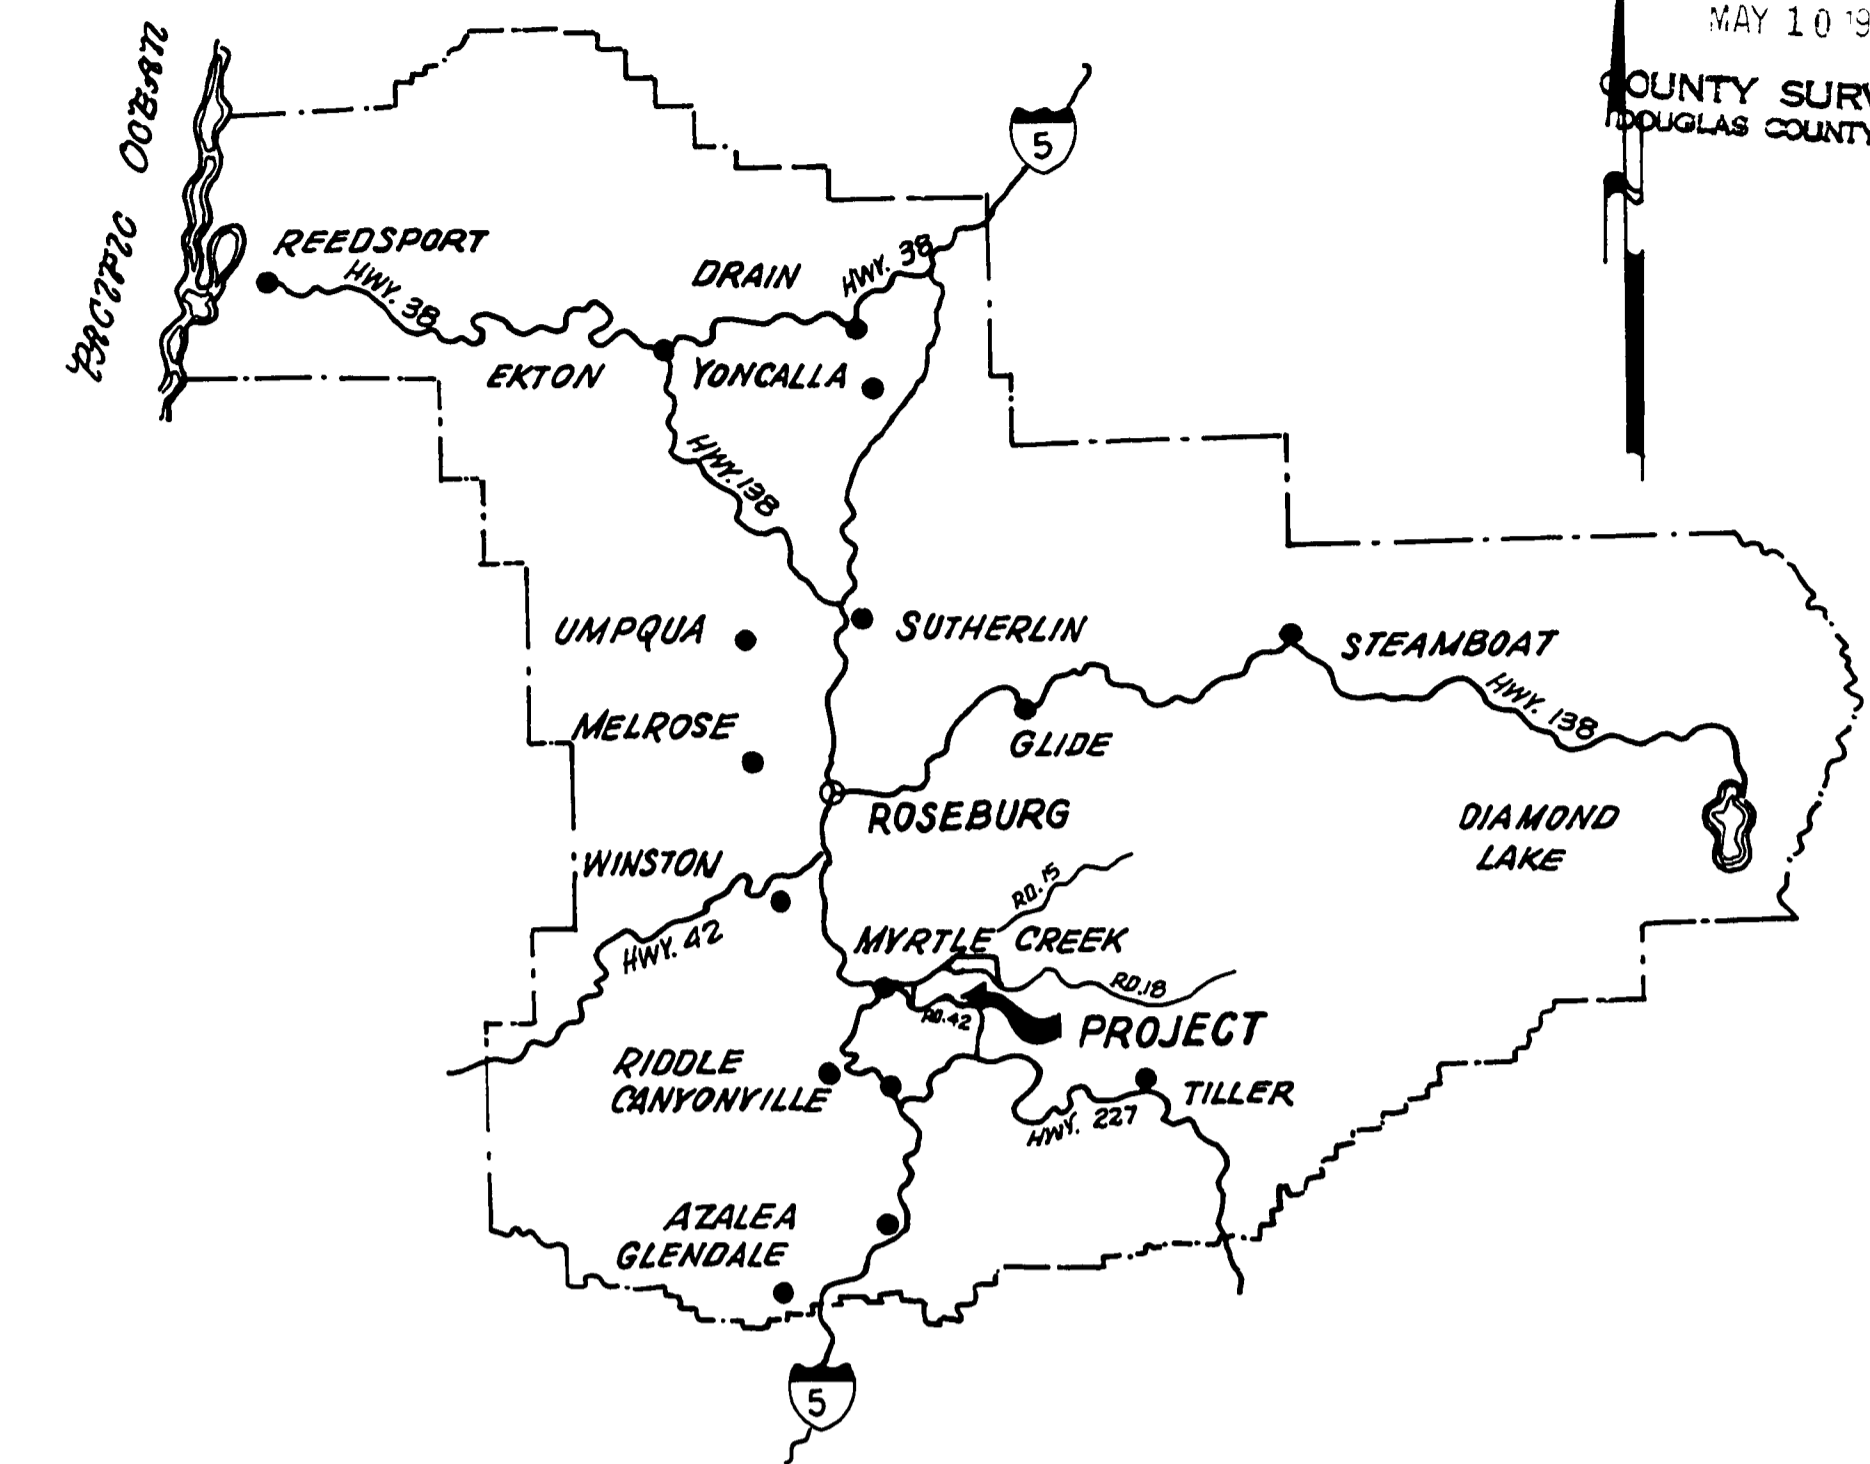 MAY 10 19
COUNTY SURV
DOUGLAS COUNTY
PACIFIC OCEAN
5
REEDSPORT
HWY. 38
DRAIN
HWY. 38
EKTON
YONCALLA
HWY. 138
UMPQUA
SUTHERLIN
STEAMBOAT
HWY. 138
MELROSE
GLIDE
ROSEBURG
DIAMOND
LAKE
WINSTON
HWY. 42
RD. 15
MYRTLE CREEK
RD. 18
RD. 42
PROJECT
RIDDLE
CANYONVILLE
TILLER
HWY. 227
AZALEA
GLENDALE
5